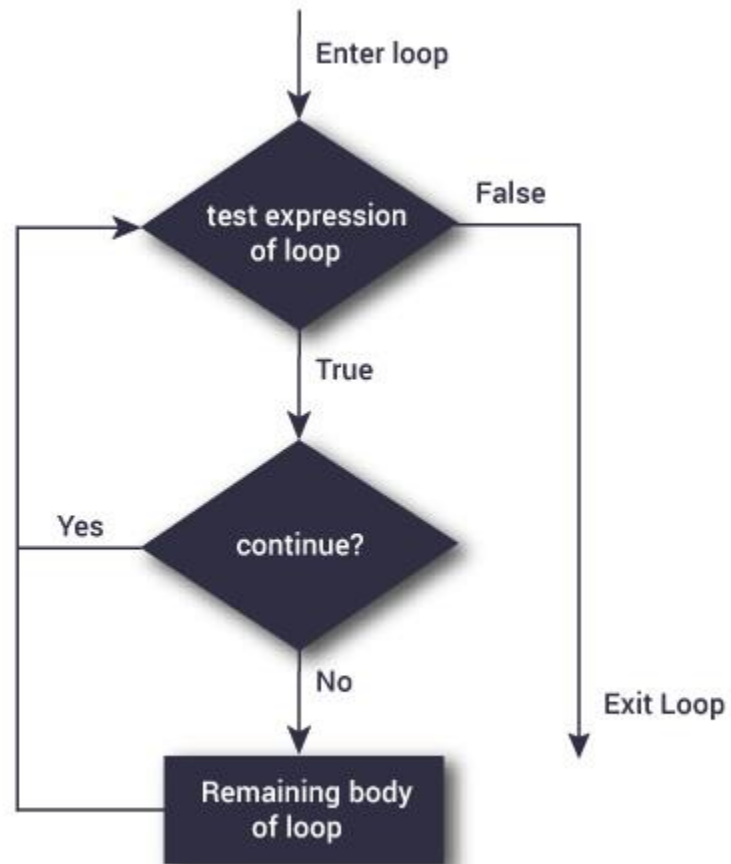 Enter loop
test expression
of loop
False
True
Yes
continue?
No
Exit Loop
Remaining body
of loop